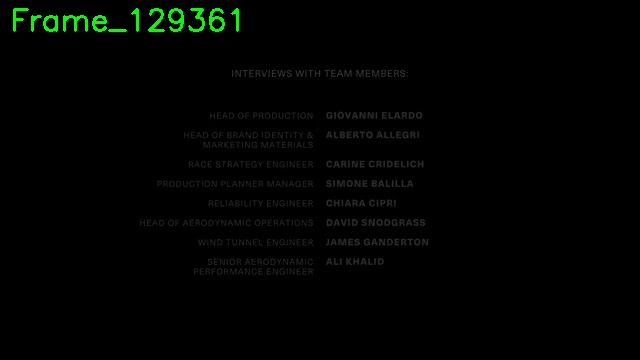 Frame_129361
INTERVIEWS WITH TEAM MEMBERS:
HEAD OF PRODUCTION GIOVANNI ELARDO
HEAD OF BRAND IDENTITY & ALBERTO ALLEGRI
MARKETING MATERIALS
RACE STRATEGY ENGINEER CARINE CRIDELICH
PRODUCTION PLANNER MANAGER SIMONE BALILLA
RELIABILITY ENGINEER CHIARA CIPRI
HEAD OF AERODYNAMIC OPERATIONS DAVID SNODGRASS
WIND TUNNEL ENGINEER JAMES GANDERTON
SENIOR AERODYNAMIC ALI KHALID
PERFORMANCE ENGINEER